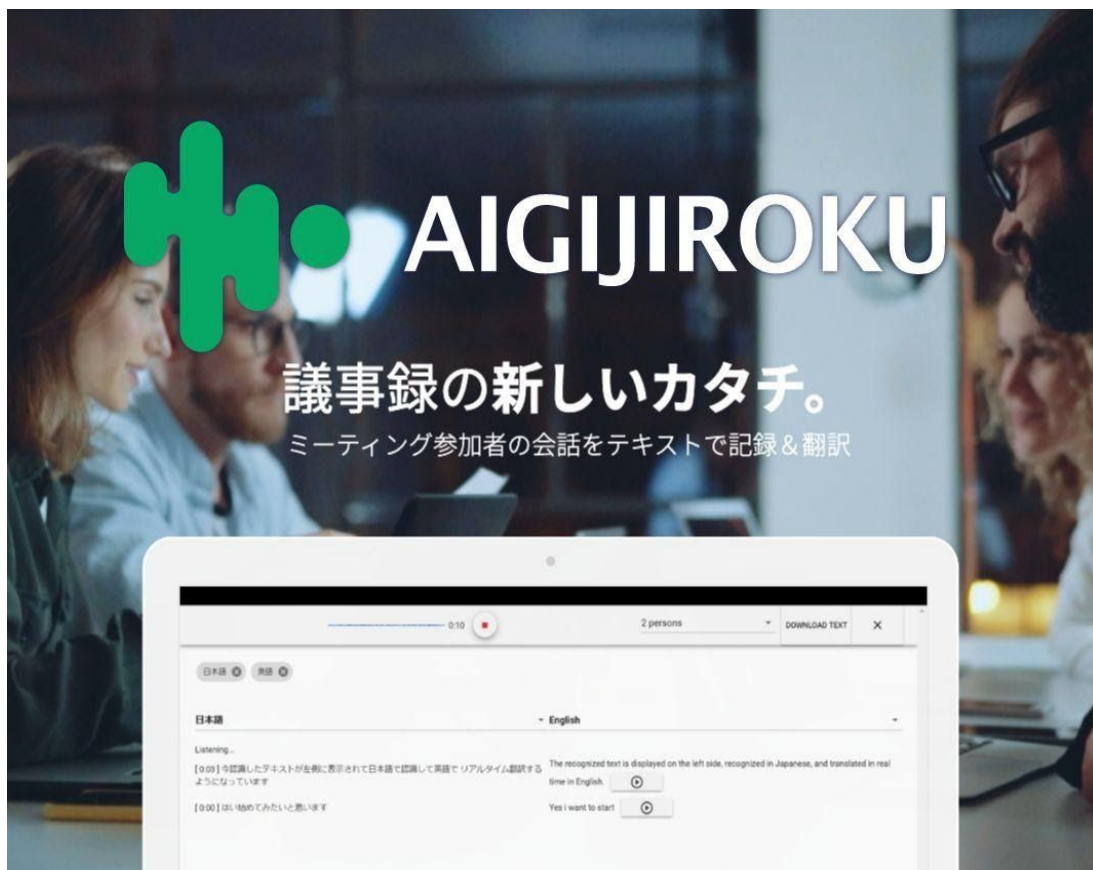 AIGIJIROKU
議事録の新しいカタチ。
ミーティング参加者の会話をテキストで記録&翻訳
0:10
2 persons
DOWNLOAD TEXT
日本語
英語
日本語
English
Listening...
[0:03] 今認識したテキストが左側に表示されて日本語で認識して英語で リアルタイム翻訳する
ようになっています
The recognized text is displayed on the left side, recognized in Japanese, and translated in real
time in English.
[0:00] はい始めてみたいと思います
Yes i want to start